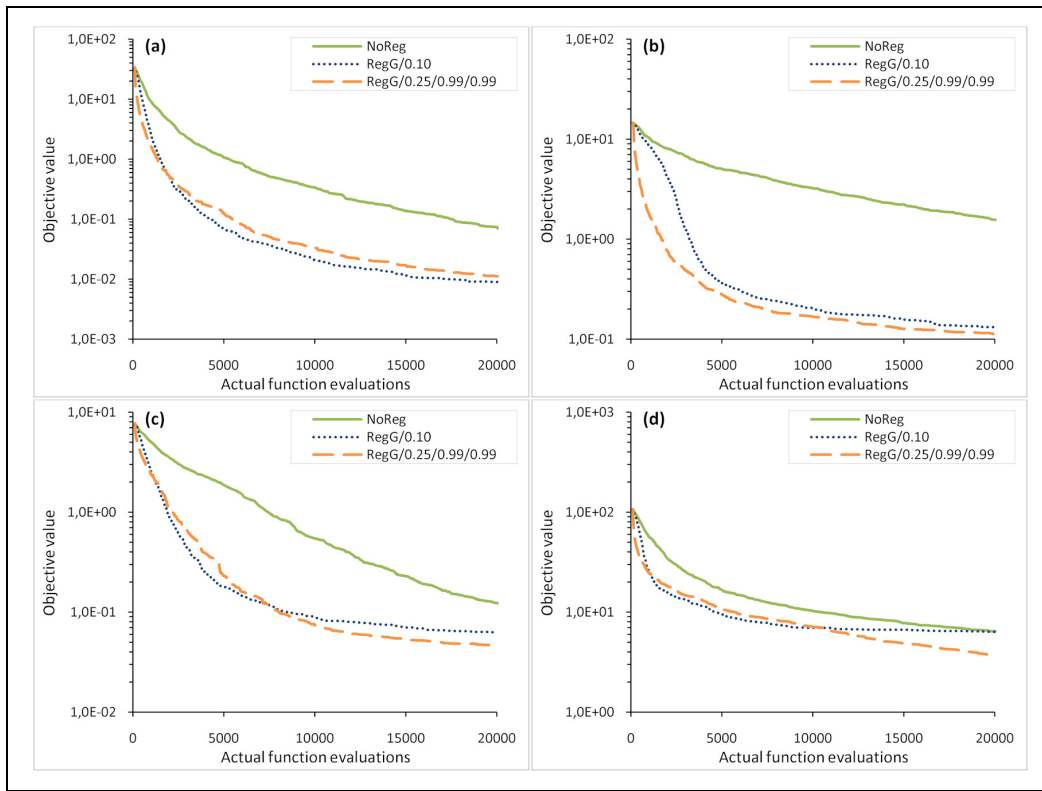 (a)
NoReg
RegG/0.10
RegG/0.25/0.99/0.99
1,0E+02
1,0E+01
1,0E+00
1,0E-01
1,0E-02
1,0E-03
Objective value
0 5000 10000 15000 20000
Actual function evaluations
(b)
NoReg
RegG/0.10
RegG/0.25/0.99/0.99
1,0E+02
1,0E+01
1,0E+00
1,0E-01
Objective value
0 5000 10000 15000 20000
Actual function evaluations
(c)
NoReg
RegG/0.10
RegG/0.25/0.99/0.99
1,0E+01
1,0E+00
1,0E-01
1,0E-02
Objective value
0 5000 10000 15000 20000
Actual function evaluations
(d)
NoReg
RegG/0.10
RegG/0.25/0.99/0.99
1,0E+03
1,0E+02
1,0E+01
1,0E+00
Objective value
0 5000 10000 15000 20000
Actual function evaluations